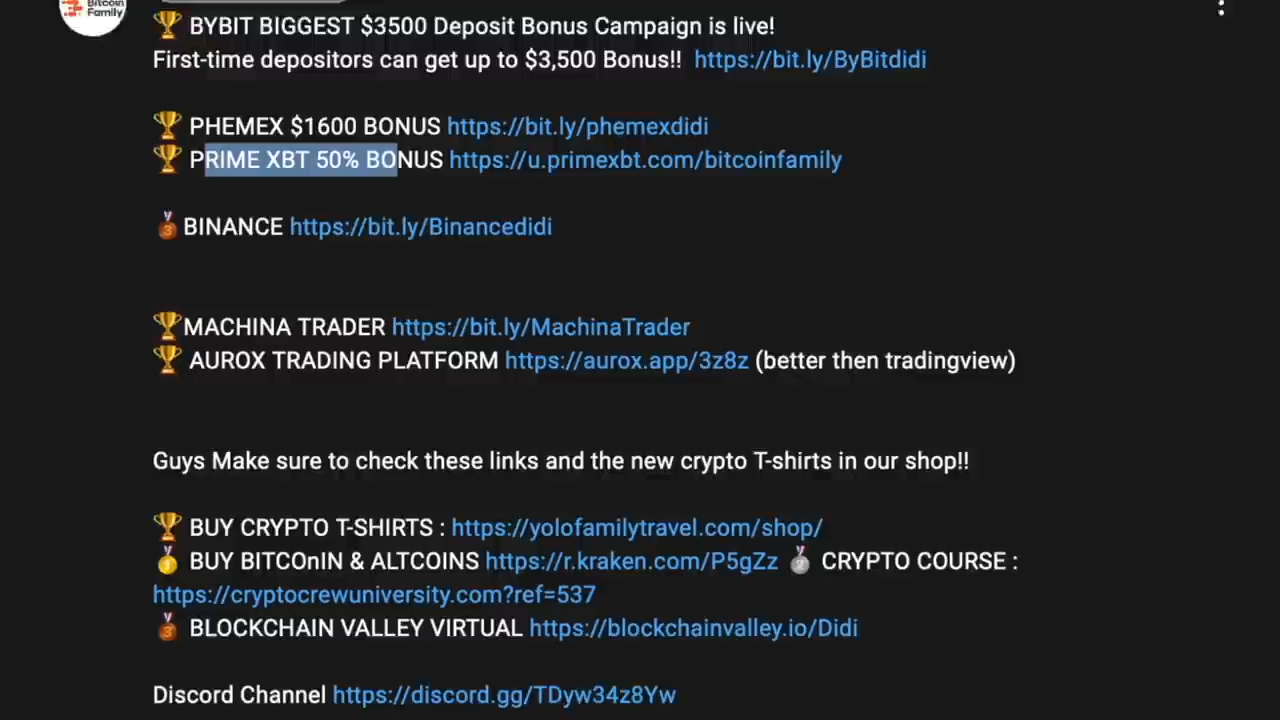 Bitcoin
Family
🏆 BYBIT BIGGEST $3500 Deposit Bonus Campaign is live!
First-time depositors can get up to $3,500 Bonus!! https://bit.ly/ByBitdidi
🏆 PHEMEX $1600 BONUS https://bit.ly/phemexdidi
🏆 PRIME XBT 50% BONUS https://u.primexbt.com/bitcoinfamily
🥉BINANCE https://bit.ly/Binancedidi
🏆MACHINA TRADER https://bit.ly/MachinaTrader
🏆 AUROX TRADING PLATFORM https://aurox.app/3z8z (better then tradingview)
Guys Make sure to check these links and the new crypto T-shirts in our shop!!
🏆 BUY CRYPTO T-SHIRTS : https://yolofamilytravel.com/shop/
🥇 BUY BITCOnIN & ALTCOINS https://r.kraken.com/P5gZz 🥈 CRYPTO COURSE :
https://cryptocrewuniversity.com?ref=537
🥉 BLOCKCHAIN VALLEY VIRTUAL https://blockchainvalley.io/Didi
Discord Channel https://discord.gg/TDyw34z8Yw